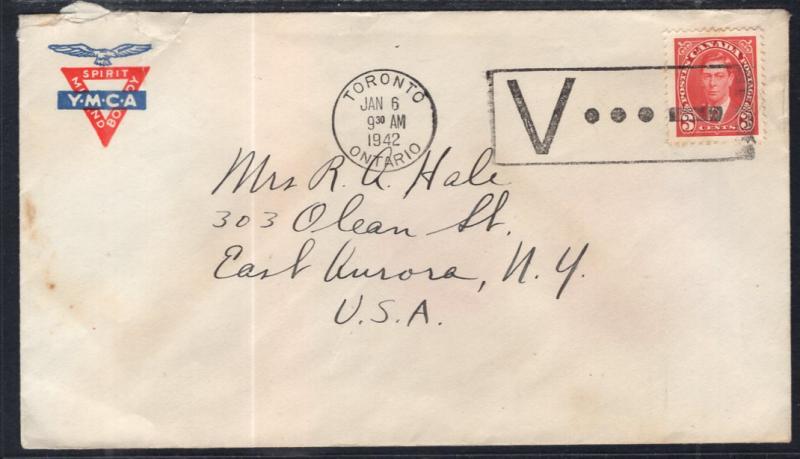 SPIRIT
Y·M·C·A
MIND
BODY
TORONTO
JAN 6
9 30 AM
1942
ONTARIO
V
POSTES CANADA POSTAGE
3 CENTS 3
Mrs R. A. Hale
303 Olean St.
East Aurora, N.Y.
U.S.A.